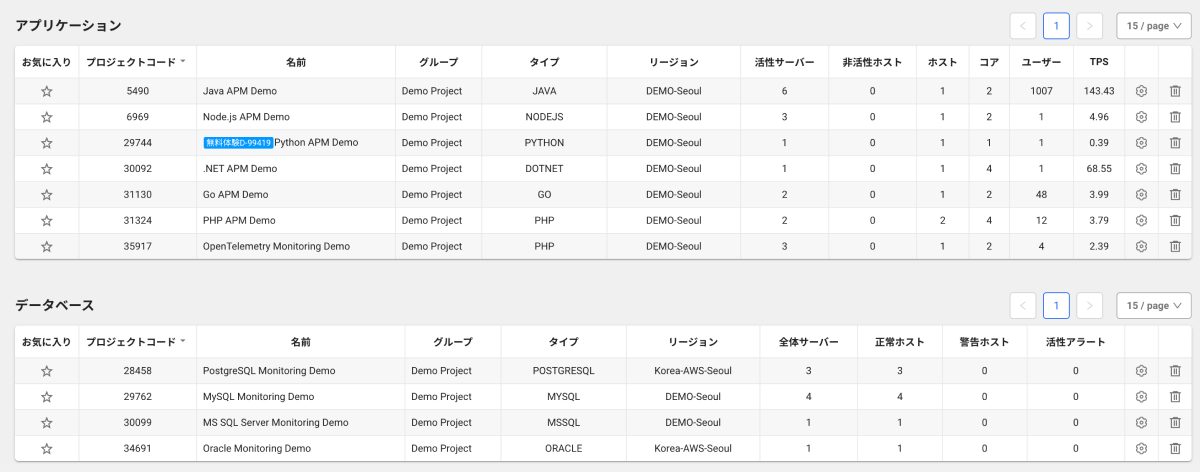 アプリケーション
1
15 / page
お気に入り プロジェクトコード 名前 グループ タイプ リージョン 活性サーバー 非活性ホスト ホスト コア ユーザー TPS
5490 Java APM Demo Demo Project JAVA DEMO-Seoul 6 0 1 2 1007 143.43
6969 Node.js APM Demo Demo Project NODEJS DEMO-Seoul 3 0 1 2 1 4.96
29744 無料体験D-99419 Python APM Demo Demo Project PYTHON DEMO-Seoul 1 0 1 1 1 0.39
30092 .NET APM Demo Demo Project DOTNET DEMO-Seoul 1 0 1 4 1 68.55
31130 Go APM Demo Demo Project GO DEMO-Seoul 2 0 1 2 48 3.99
31324 PHP APM Demo Demo Project PHP DEMO-Seoul 2 0 2 4 12 3.79
35917 OpenTelemetry Monitoring Demo Demo Project PHP DEMO-Seoul 3 0 1 2 4 2.39
データベース
1
15 / page
お気に入り プロジェクトコード 名前 グループ タイプ リージョン 全体サーバー 正常ホスト 警告ホスト 活性アラート
28458 PostgreSQL Monitoring Demo Demo Project POSTGRESQL Korea-AWS-Seoul 3 3 0 0
29762 MySQL Monitoring Demo Demo Project MYSQL DEMO-Seoul 4 4 0 0
30099 MS SQL Server Monitoring Demo Demo Project MSSQL DEMO-Seoul 1 1 0 0
34691 Oracle Monitoring Demo Demo Project ORACLE Korea-AWS-Seoul 1 1 0 0